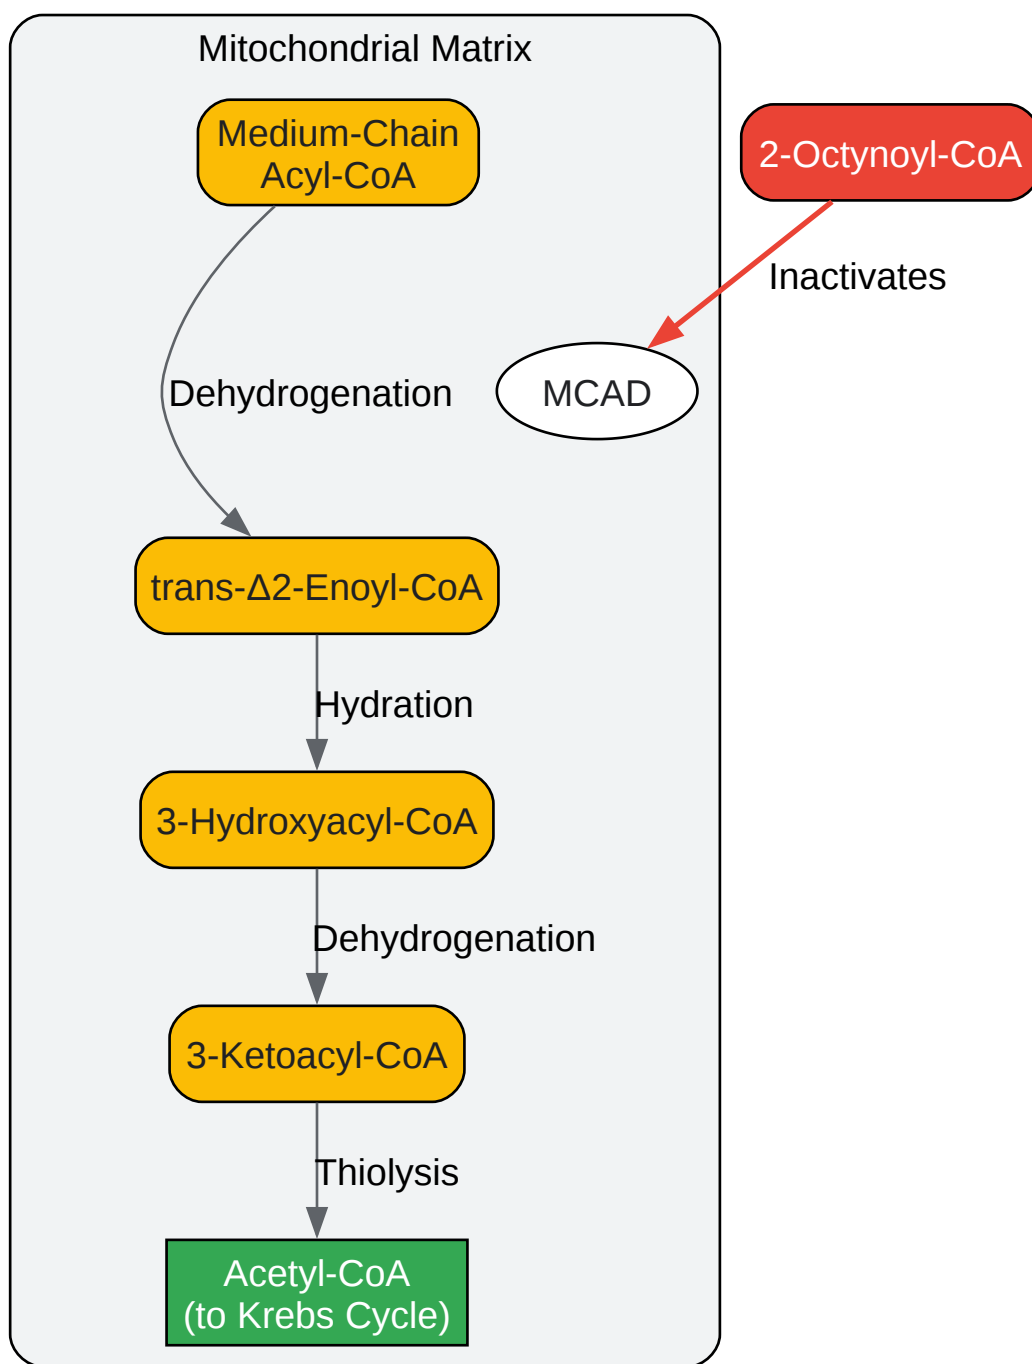 Mitochondrial Matrix
Medium-Chain
Acyl-CoA
2-Octynoyl-CoA
Inactivates
Dehydrogenation
MCAD
trans-Δ2-Enoyl-CoA
Hydration
3-Hydroxyacyl-CoA
Dehydrogenation
3-Ketoacyl-CoA
Thiolysis
Acetyl-CoA
(to Krebs Cycle)